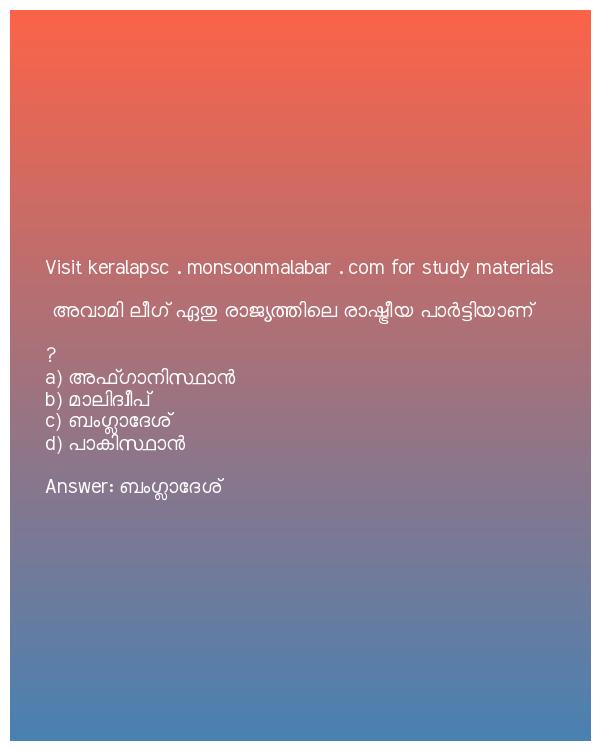 Visit keralapsc . monsoonmalabar . com for study materials
അവാമി ലീഗ് ഏതു രാജ്യത്തിലെ രാഷ്ട്രീയ പാർട്ടിയാണ്
?
a) അഫ്ഗാനിസ്ഥാൻ
b) മാലിദ്വീപ്
c) ബംഗ്ലാദേശ്
d) പാകിസ്ഥാൻ
Answer: ബംഗ്ലാദേശ്